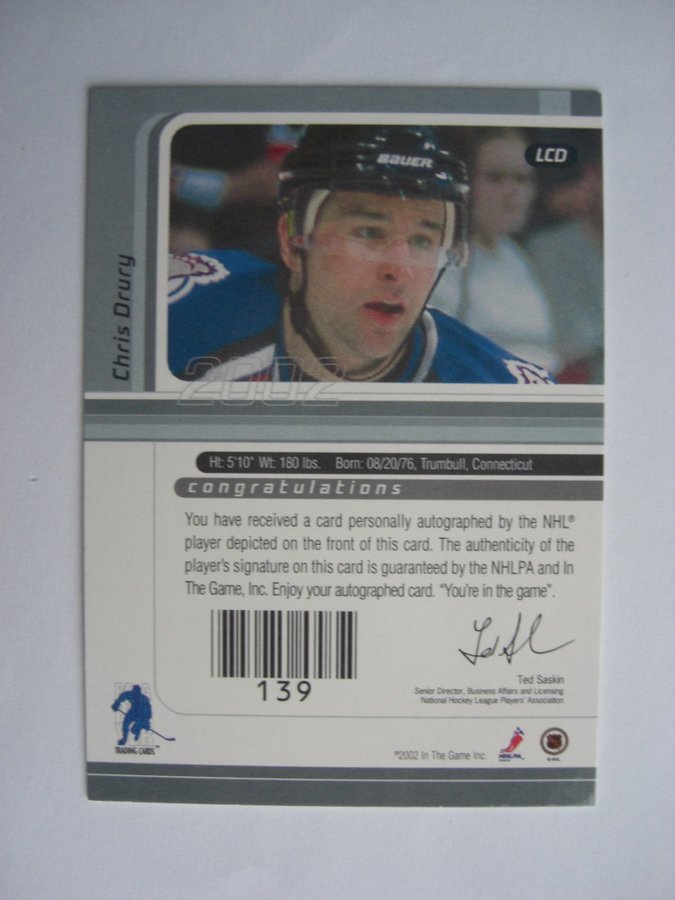 BAUER
LCD
Chris Drury
2002
Ht: 5'10" Wt: 180 lbs. Born: 08/20/76, Trumbull, Connecticut
congratulations
You have received a card personally autographed by the NHL®
player depicted on the front of this card. The authenticity of the
player's signature on this card is guaranteed by the NHLPA and In
The Game, Inc. Enjoy your autographed card. "You're in the game".
139
Ted Saskin
Senior Director, Business Affairs and Licensing
National Hockey League Players' Association
TRADING CARDS™
©2002 In The Game Inc.
NHLPA